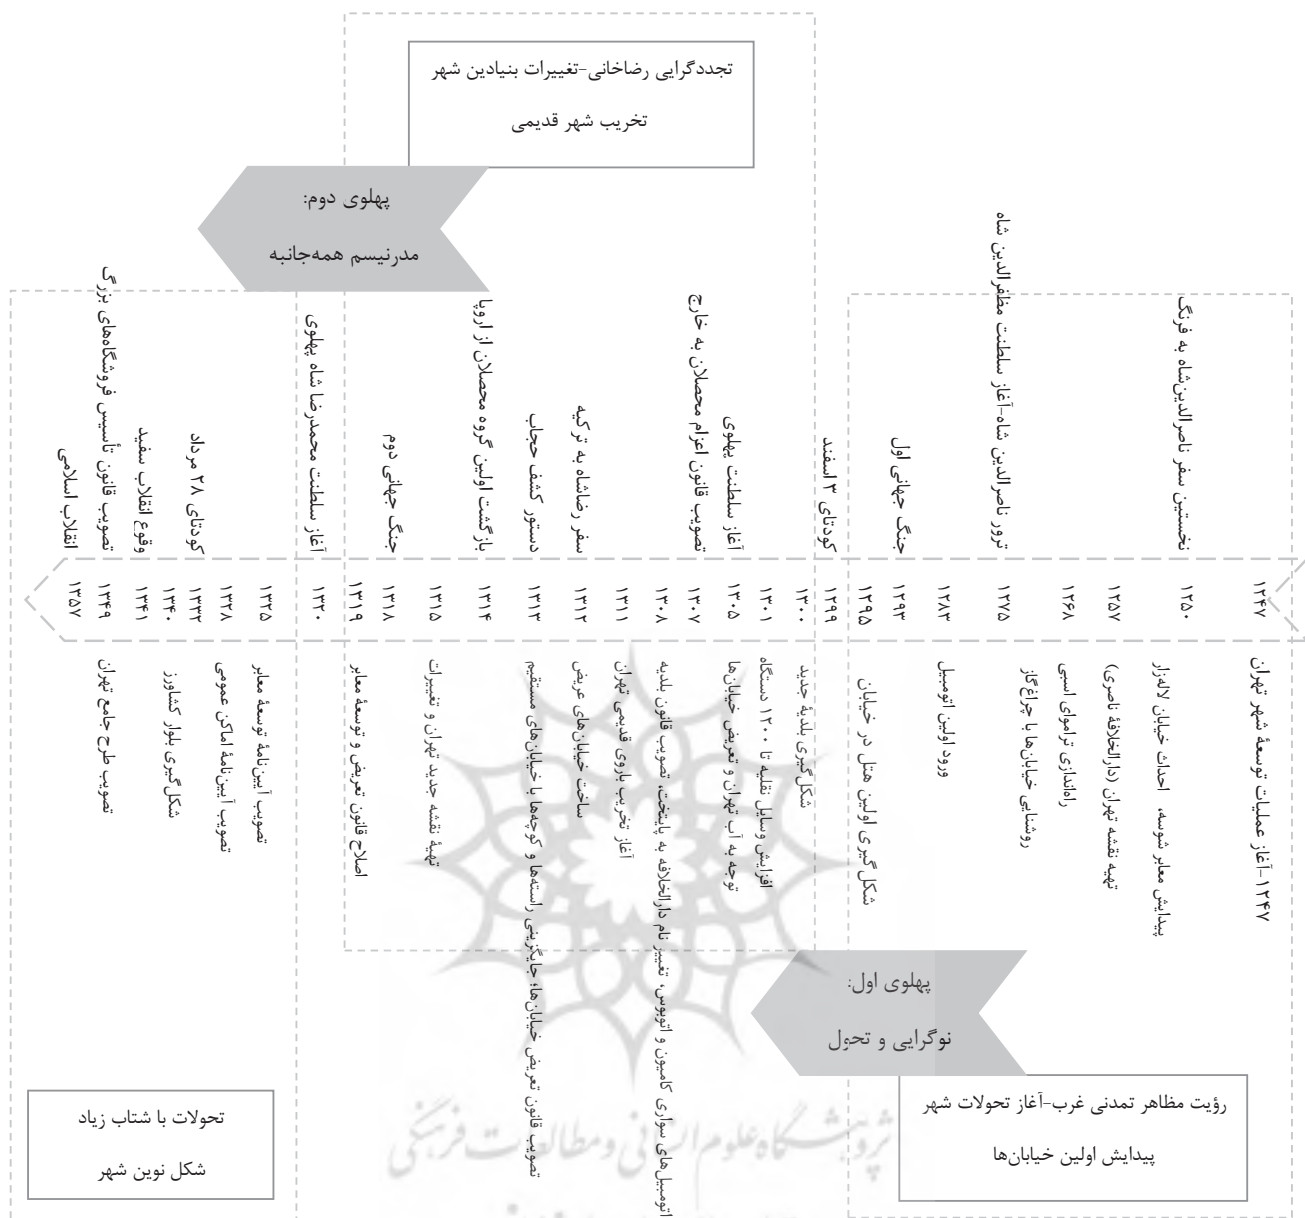 تجددگرایی رضاخانی-تغییرات بنیادین شهر
تخریب شهر قدیمی
پهلوی دوم:
مدرنیسم همه‌جانبه
نخستین سفر ناصرالدین‌شاه به فرنگ
ترور ناصرالدین شاه-آغاز سلطنت مظفرالدین شاه
جنگ جهانی اول
کودتای ۳ اسفند
آغاز سلطنت پهلوی
تصویب قانون اعزام محصلان به خارج
سفر رضاشاه به ترکیه
دستور کشف حجاب
بازگشت اولین گروه محصلان از اروپا
جنگ جهانی دوم
آغاز سلطنت محمدرضا شاه پهلوی
کودتای ۲۸ مرداد
وقوع انقلاب سفید
تصویب قانون تأسیس فروشگاه‌های بزرگ
انقلاب اسلامی
۱۲۴۷
۱۲۵۰
۱۲۵۷
۱۲۶۸
۱۲۷۵
۱۲۸۳
۱۲۹۳
۱۲۹۵
۱۲۹۹
۱۳۰۰
۱۳۰۱
۱۳۰۵
۱۳۰۷
۱۳۰۸
۱۳۱۱
۱۳۱۲
۱۳۱۳
۱۳۱۴
۱۳۱۵
۱۳۱۸
۱۳۱۹
۱۳۲۰
۱۳۲۵
۱۳۲۸
۱۳۳۲
۱۳۴۰
۱۳۴۱
۱۳۴۹
۱۳۵۷
۱۲۴۷-آغاز عملیات توسعهٔ شهر تهران
پیدایش معابر شوسه، احداث خیابان لاله‌زار
تهیه نقشه تهران (دارالخلافهٔ ناصری)
راه‌اندازی تراموای اسبی
روشنایی خیابان‌ها با چراغ گاز
ورود اولین اتومبیل
شکل گیری اولین هتل در خیابان
شکل‌گیری بلدیهٔ جدید
افزایش وسایل نقلیه تا ۱۲۰۰ دستگاه
توجه به آب تهران و تعریض خیابان‌ها
اتومبیل‌های سواری کامیون و اتوبوس، تغییر نام دارالخلافه به پایتخت، تصویب قانون بلدیه
آغاز تخریب باروی قدیمی تهران
ساخت خیابان‌های عریض
تصویب قانون تعریض خیابان‌ها؛ جایگزینی راسته‌ها و کوچه‌ها با خیابان‌های مستقیم
تهیهٔ نقشه جدید تهران و تغییرات
اصلاح قانون تعریض و توسعهٔ معابر
تصویب آیین‌نامهٔ توسعهٔ معابر
تصویب آیین‌نامهٔ اماکن عمومی
شکل‌گیری بلوار کشاورز
تصویب طرح جامع تهران
پهلوی اول:
نوگرایی و تحول
رؤیت مظاهر تمدنی غرب-آغاز تحولات شهر
پیدایش اولین خیابان‌ها
تحولات با شتاب زیاد
شکل نوین شهر
پژوهشگاه علوم انسانی و مطالعات فرهنگی